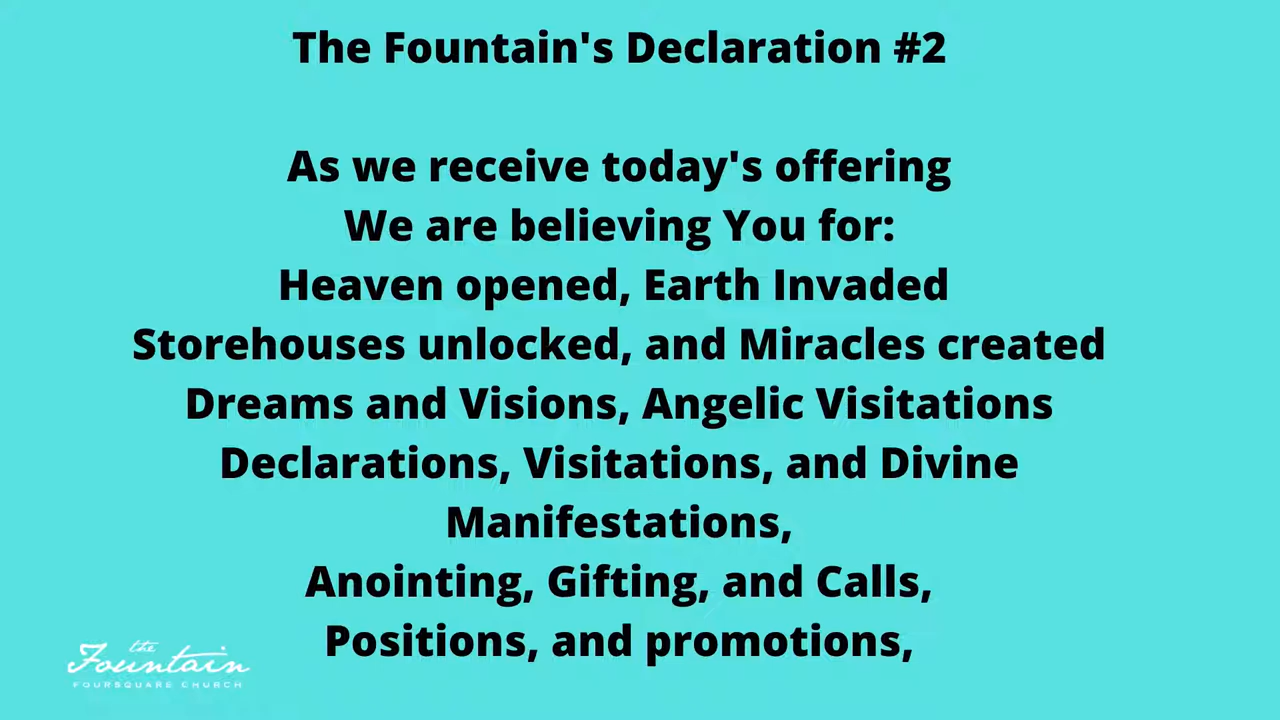 The Fountain's Declaration #2
As we receive today's offering
We are believing You for:
Heaven opened, Earth Invaded
Storehouses unlocked, and Miracles created
Dreams and Visions, Angelic Visitations
Declarations, Visitations, and Divine
Manifestations,
Anointing, Gifting, and Calls,
Positions, and promotions,
the
Fountain
FOURSQUARE CHURCH